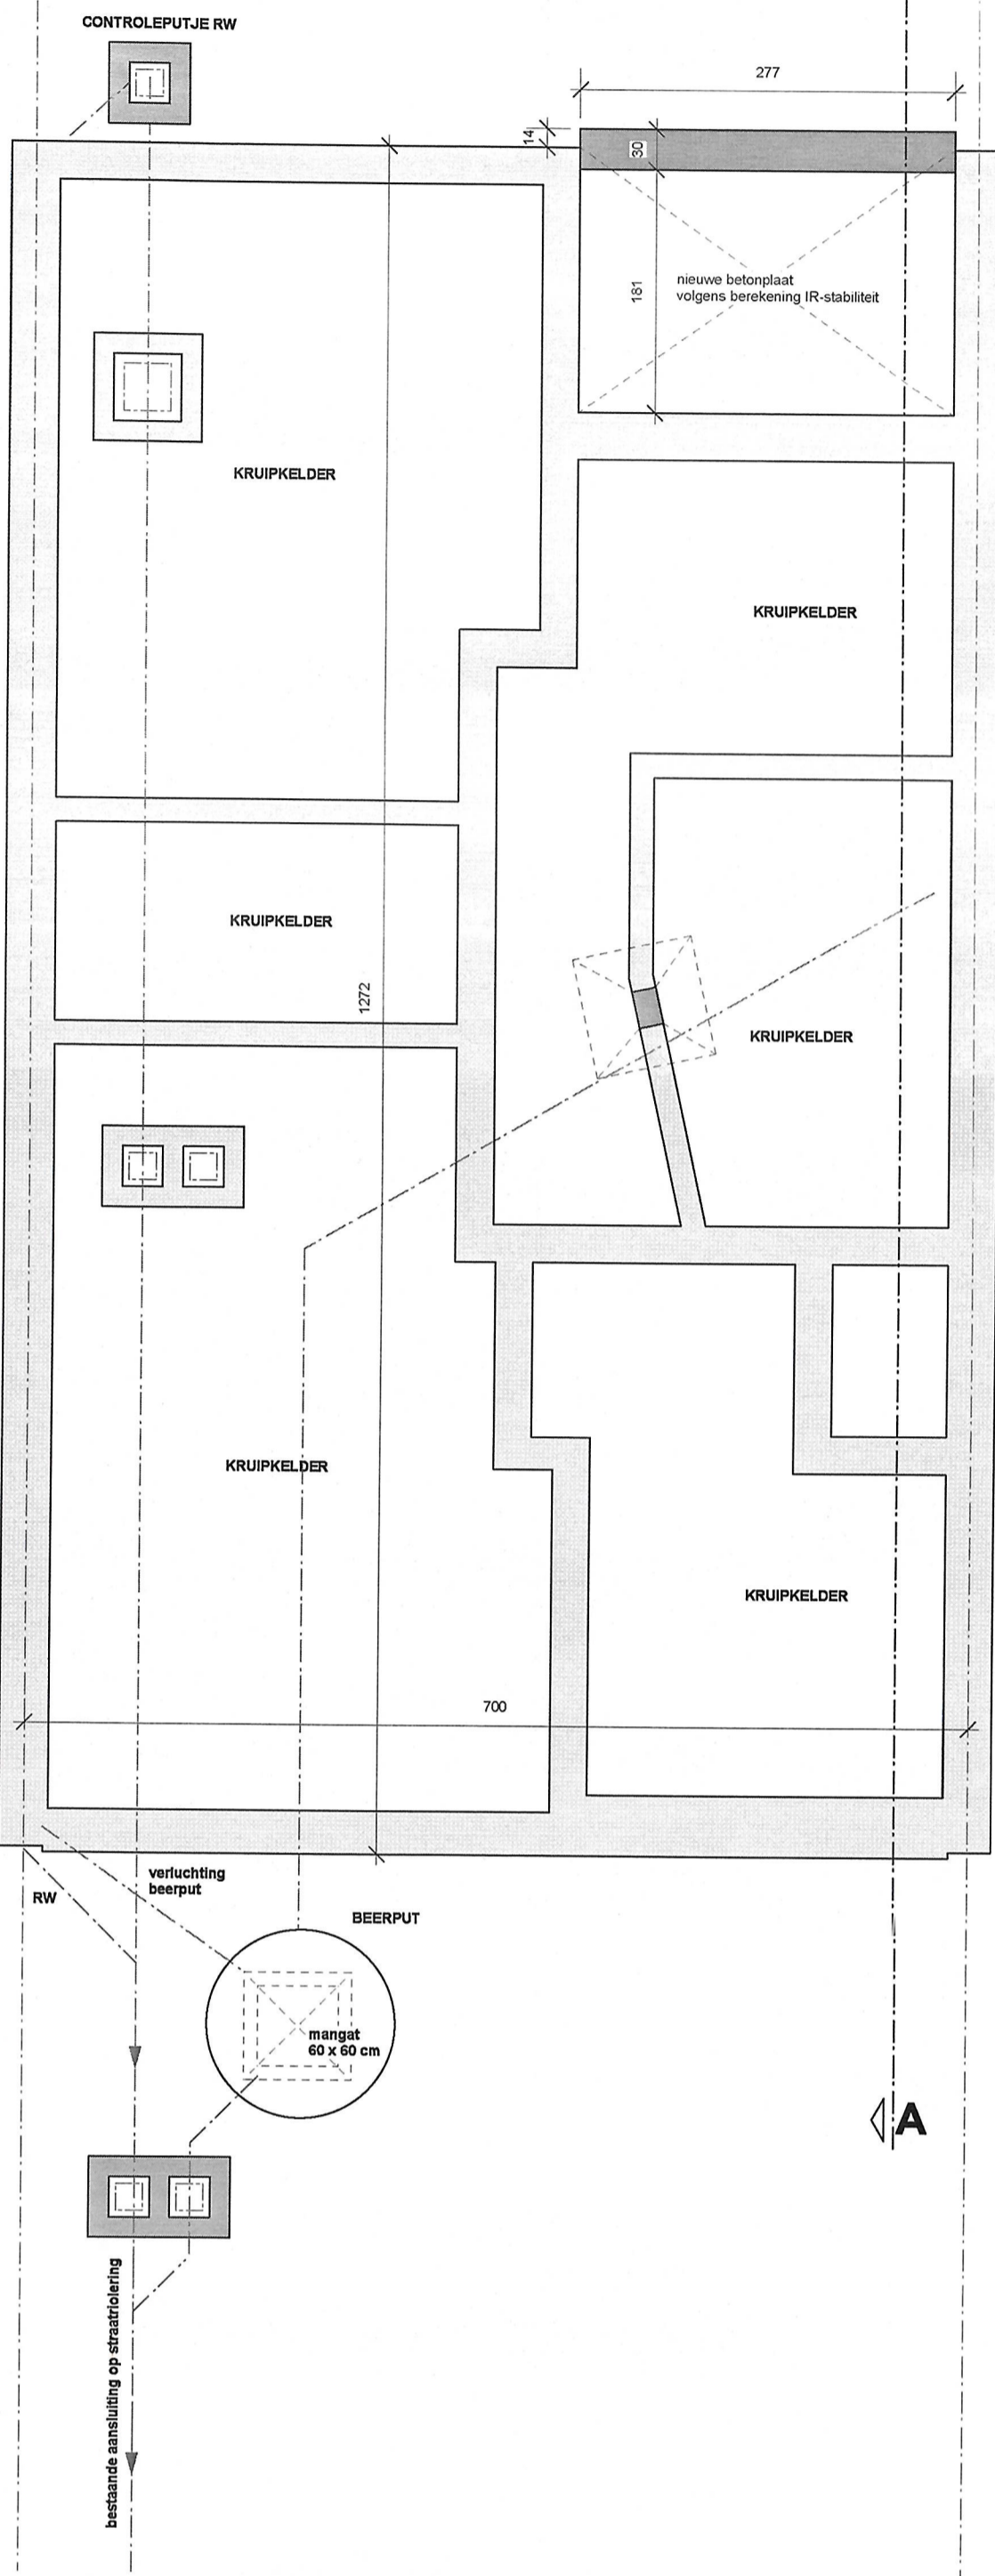 CONTROLEPUTJE RW
277
14
30
181
nieuwe betonplaat
volgens berekening IR-stabiliteit
KRUIPKELDER
KRUIPKELDER
KRUIPKELDER
1272
KRUIPKELDER
KRUIPKELDER
KRUIPKELDER
700
verluchting
beerput
RW
BEERPUT
mangat
60 x 60 cm
A
bestaande aansluiting op straatriolering